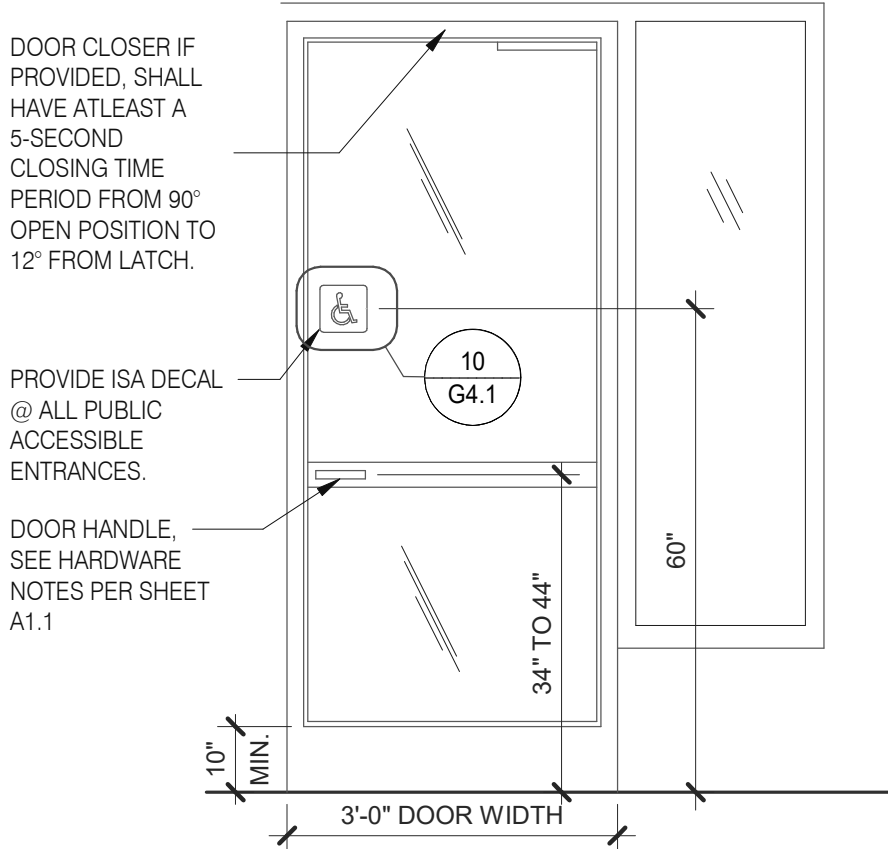 DOOR CLOSER IF
PROVIDED, SHALL
HAVE ATLEAST A
5-SECOND
CLOSING TIME
PERIOD FROM 90°
OPEN POSITION TO
12° FROM LATCH.
PROVIDE ISA DECAL
@ ALL PUBLIC
ACCESSIBLE
ENTRANCES.
DOOR HANDLE,
SEE HARDWARE
NOTES PER SHEET
A1.1
10
G4.1
60"
34" TO 44"
10"
MIN.
3'-0" DOOR WIDTH